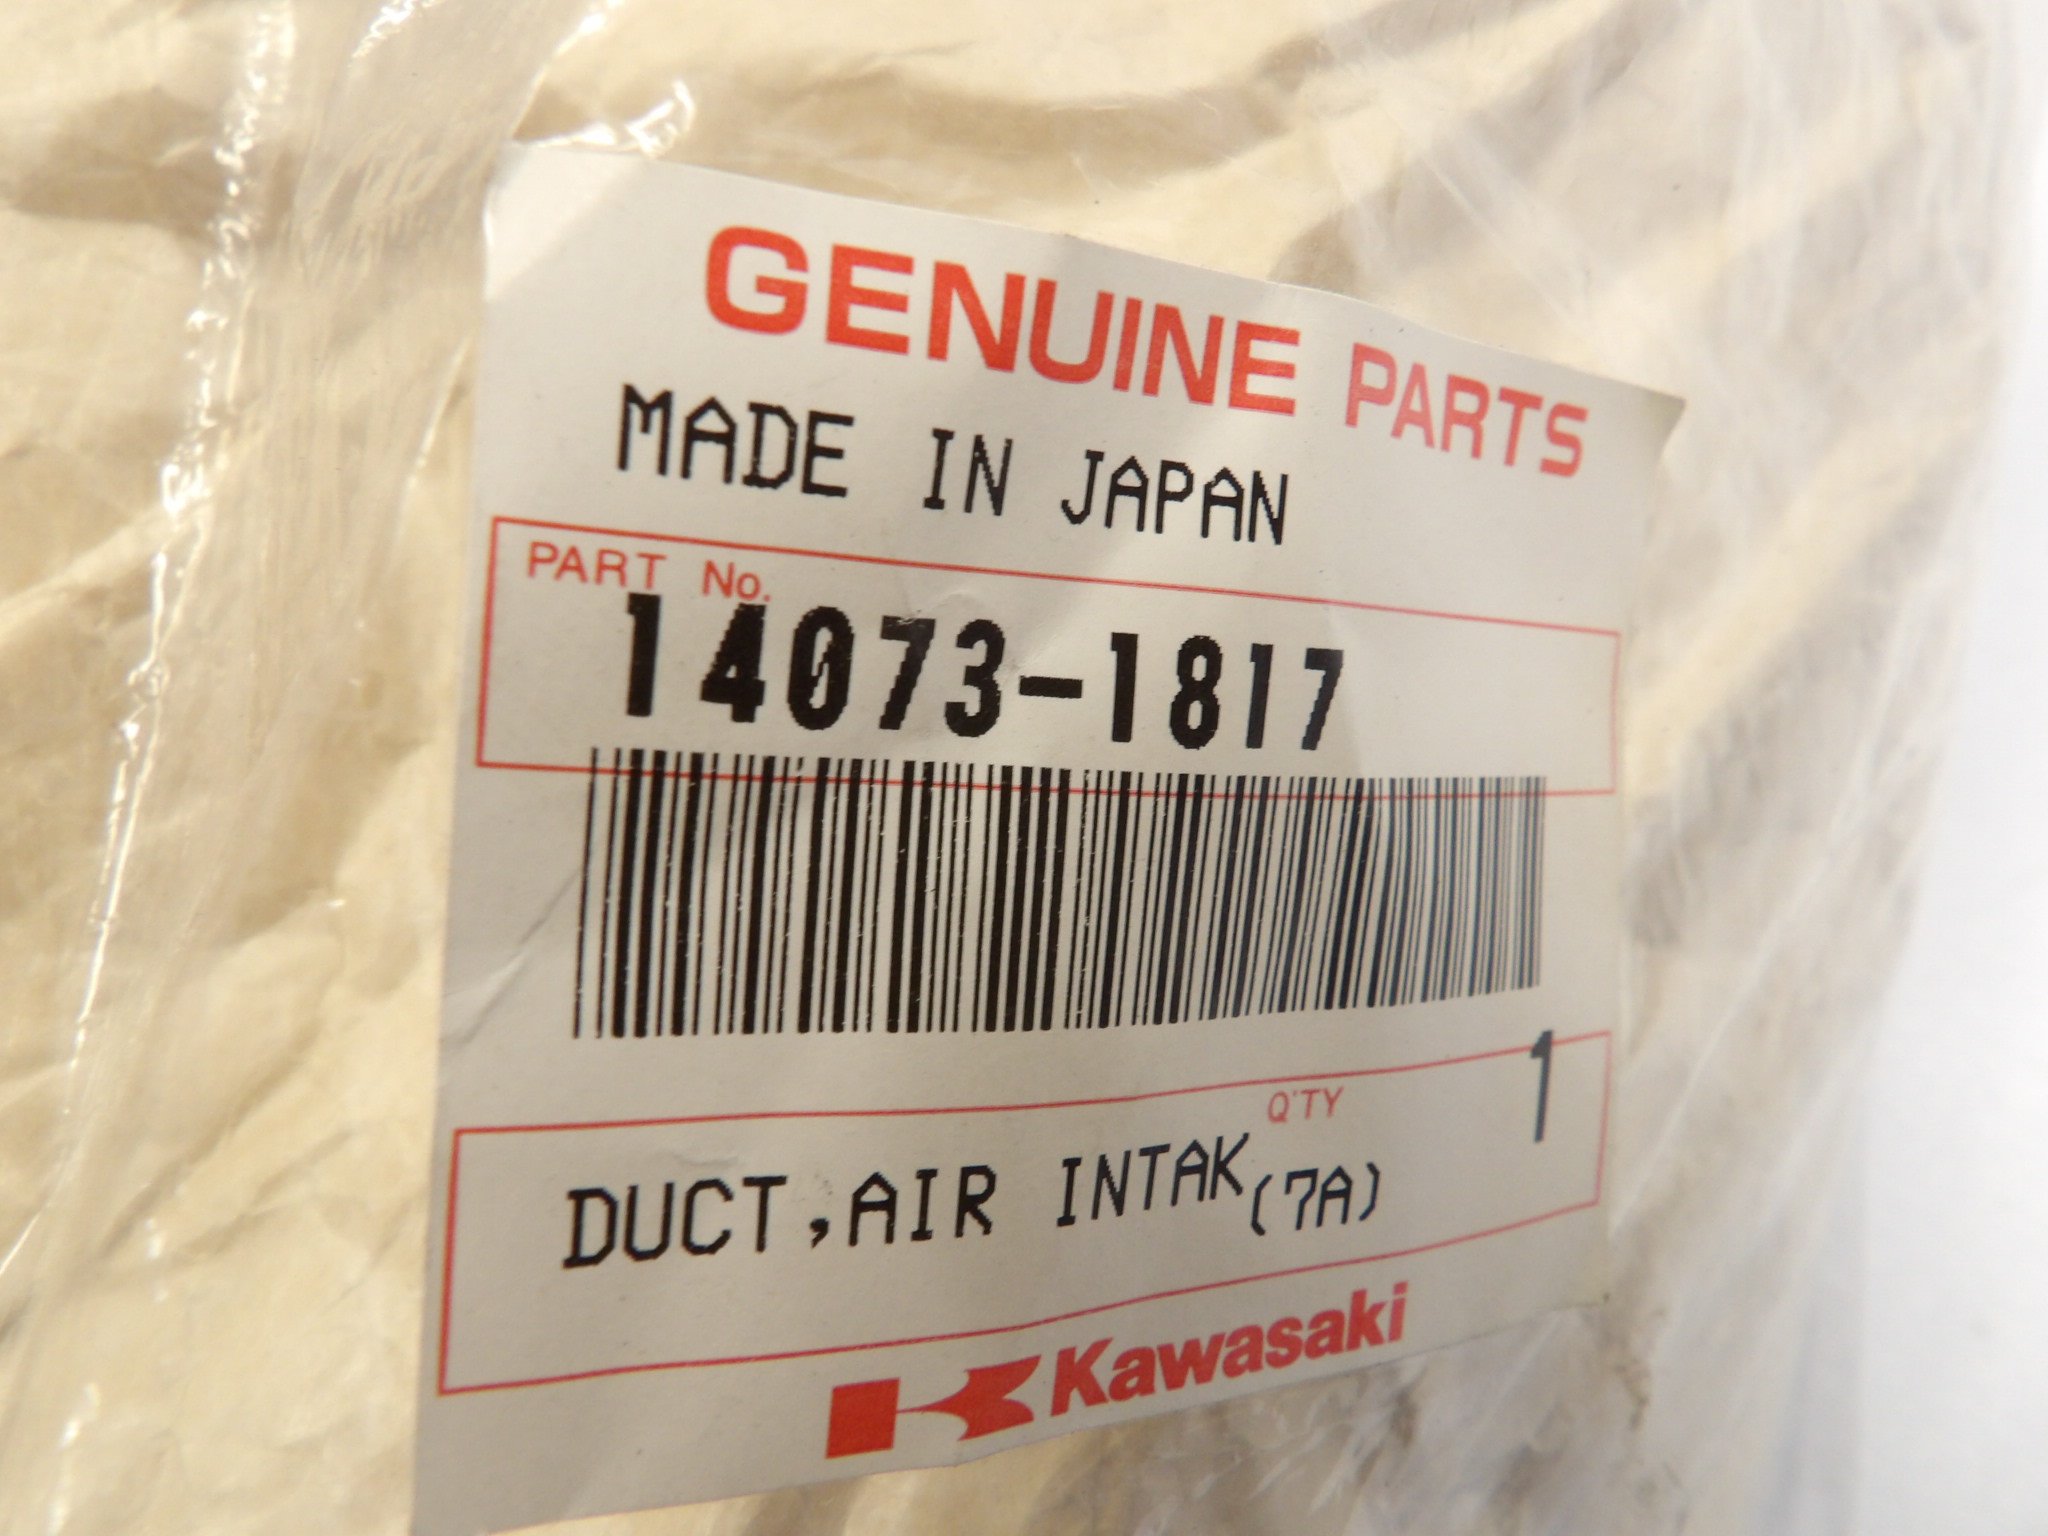 GENUINE PARTS
MADE IN JAPAN
PART No.
14073-1817
Q'TY
1
DUCT,AIR INTAK(7A)
Kawasaki